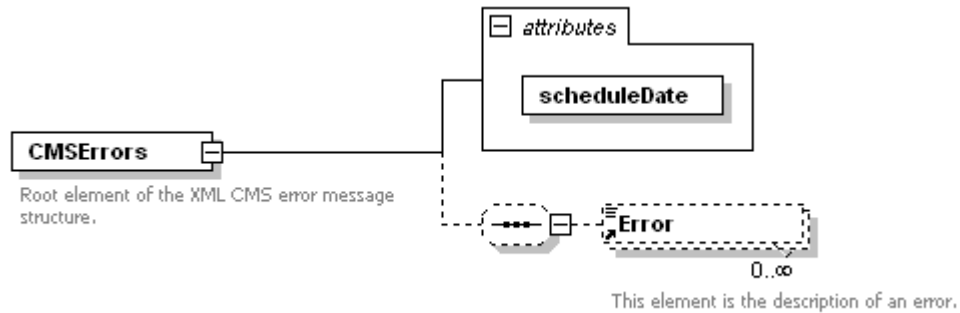 attributes
scheduleDate
CMSErrors
Root element of the XML CMS error message
structure.
Error
0..∞
This element is the description of an error.